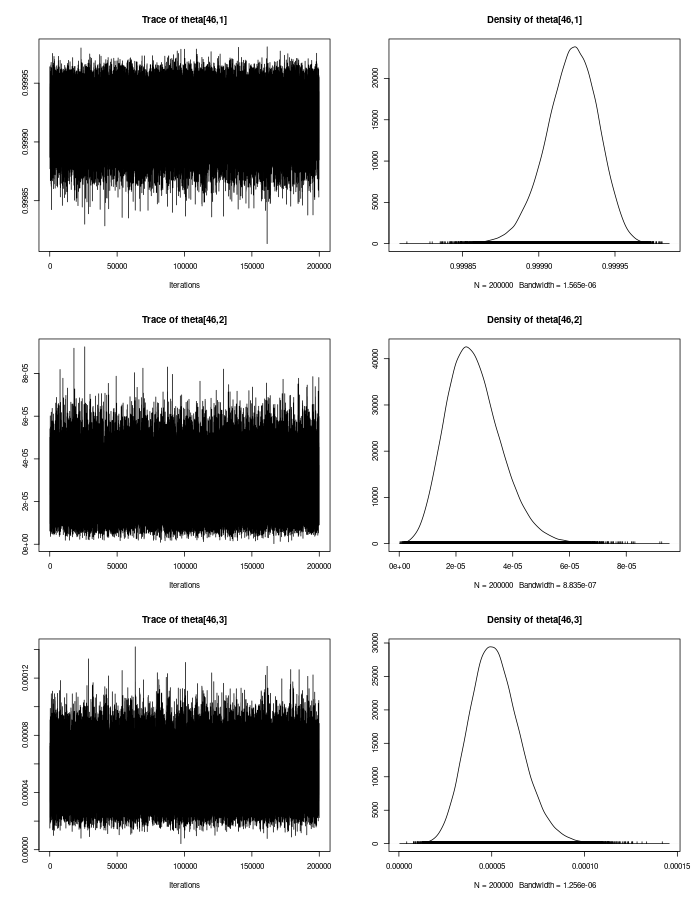 Trace of theta[46,1]
0.99985 0.99990 0.99995
0 50000 100000 150000 200000
Iterations
Density of theta[46,1]
0 5000 10000 15000 20000
0.99985 0.99990 0.99995
N = 200000 Bandwidth = 1.565e-06
Trace of theta[46,2]
0e+00 2e-05 4e-05 6e-05 8e-05
0 50000 100000 150000 200000
Iterations
Density of theta[46,2]
0 10000 20000 30000 40000
0e+00 2e-05 4e-05 6e-05 8e-05
N = 200000 Bandwidth = 8.835e-07
Trace of theta[46,3]
0.00000 0.00004 0.00008 0.00012
0 50000 100000 150000 200000
Iterations
Density of theta[46,3]
0 5000 10000 15000 20000 25000 30000
0.00000 0.00005 0.00010 0.00015
N = 200000 Bandwidth = 1.256e-06